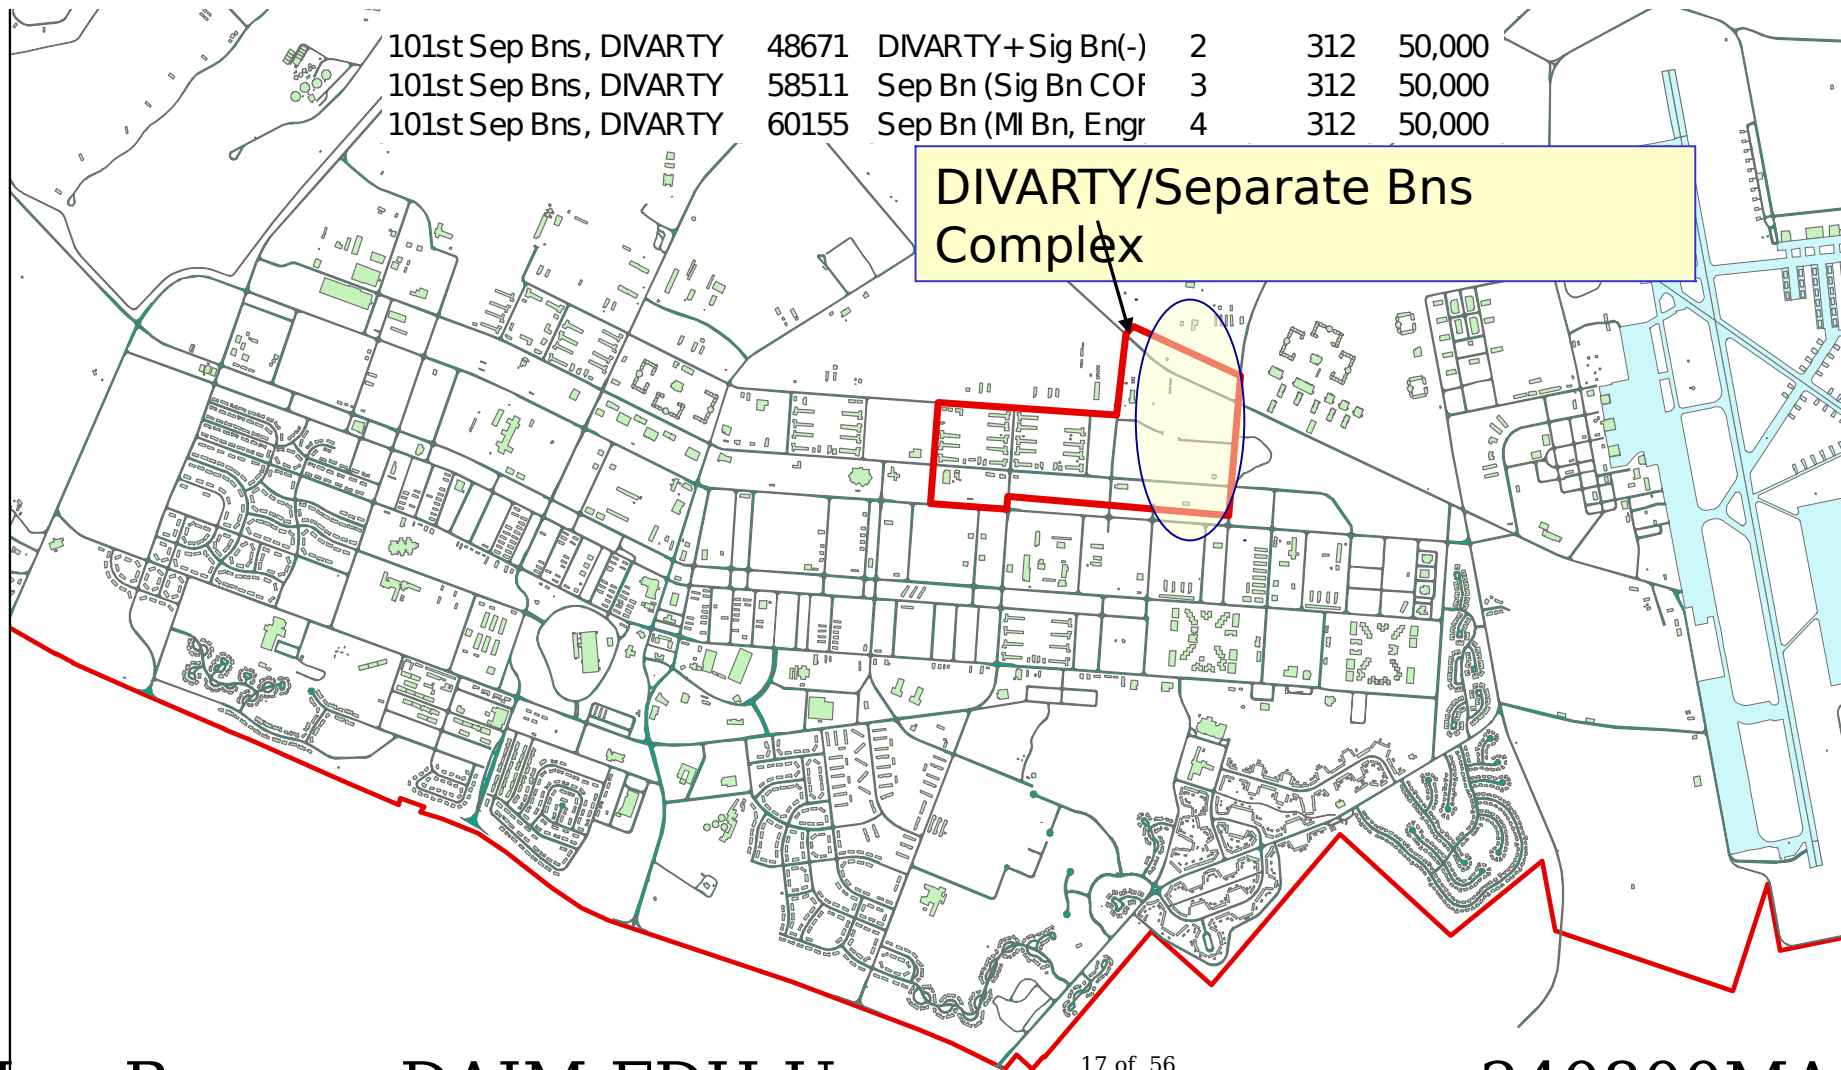 101st Sep Bns, DIVARTY 48671 DIVARTY+ Sig Bn(-) 2 312 50,000
101st Sep Bns, DIVARTY 58511 Sep Bn (Sig Bn 3 312 50,000
101st Sep Bns, DIVARTY 60155 Sep Bn (MI Bn, Engr 4 312 50,000
DIVARTY/Separate Bns
Complex
17 of 56